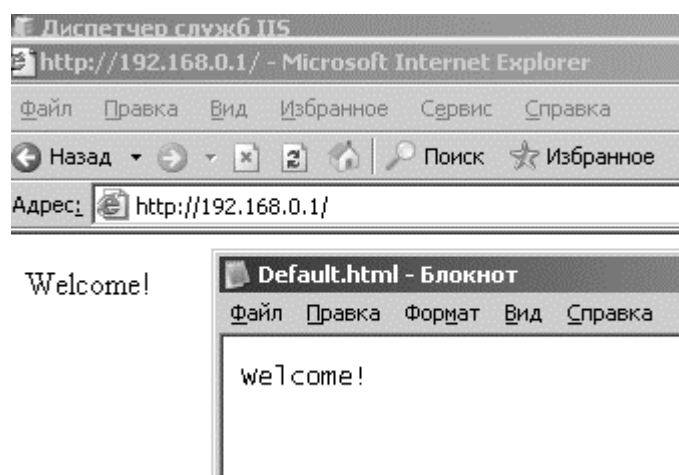 Диспетчер служб IIS
http://192.168.0.1/ - Microsoft Internet Explorer
Файл Правка Вид Избранное Сервис Справка
Назад Поиск Избранное
Адрес: http://192.168.0.1/
Welcome!
Default.html - Блокнот
Файл Правка Формат Вид Справка
Welcome!